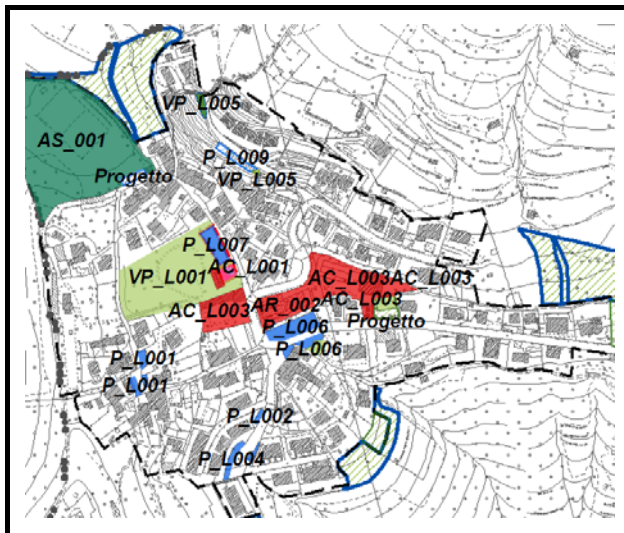 VP_L005
AS_001
P_L009
Progetto
VP_L005
P_L007
AC_L001
VP_L001
AC_L003AC_L003
AC_L003
AR_002
AC_L003
Progetto
P_L006
P_L006
P_L001
P_L001
P_L002
P_L004